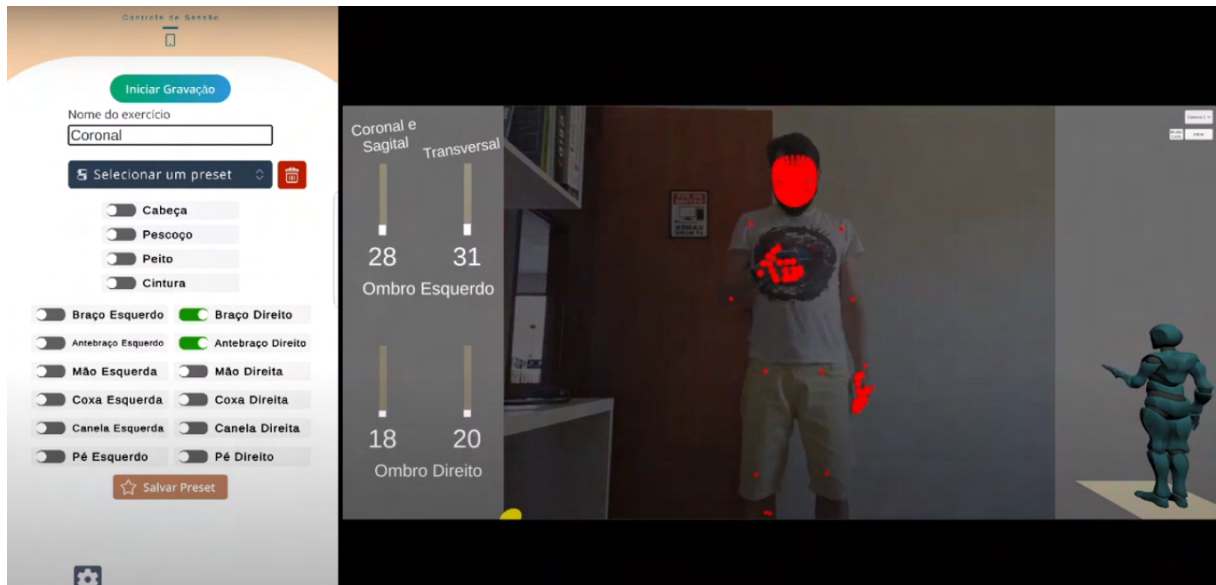 Controle de Sessão
Iniciar Gravação
Nome do exercício
Coronal
Selecionar um preset
Cabeça
Pescoço
Peito
Cintura
Braço Esquerdo
Braço Direito
Antebraço Esquerdo
Antebraço Direito
Mão Esquerda
Mão Direita
Coxa Esquerda
Coxa Direita
Canela Esquerda
Canela Direita
Pé Esquerdo
Pé Direito
Salvar Preset
Coronal e
Sagital
Transversal
28
31
Ombro Esquerdo
18
20
Ombro Direito